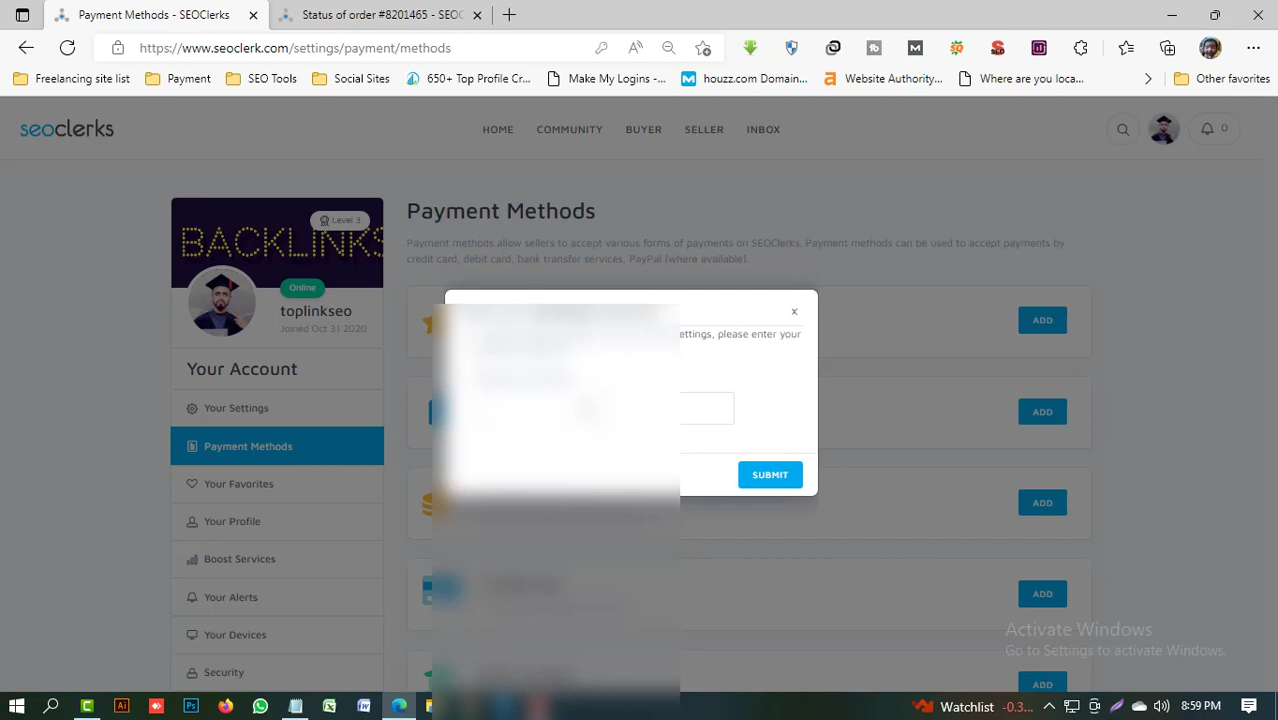 Payment Methods - SEOClerks
Status of order #8201465 - SEOC
https://www.seoclerk.com/settings/payment/methods
Freelancing site list
Payment
SEO Tools
Social Sites
650+ Top Profile Cr...
Make My Logins -...
houzz.com Domain...
Website Authority...
Where are you loca...
Other favorites
seoclerks
HOME
COMMUNITY
BUYER
SELLER
INBOX
0
Level 3
BACKLINKS
Online
toplinkseo
Joined Oct 31 2020
Your Account
Your Settings
Payment Methods
Your Favorites
Your Profile
Boost Services
Your Alerts
Your Devices
Security
Payment Methods
Payment methods allow sellers to accept various forms of payments on SEOClerks. Payment methods can be used to accept payments by
credit card, debit card, bank transfer services, PayPal (where available).
ADD
x
please enter your
ADD
SUBMIT
ADD
ADD
ADD
Activate Windows
Go to Settings to activate Windows.
Watchlist
-0.3...
8:59 PM